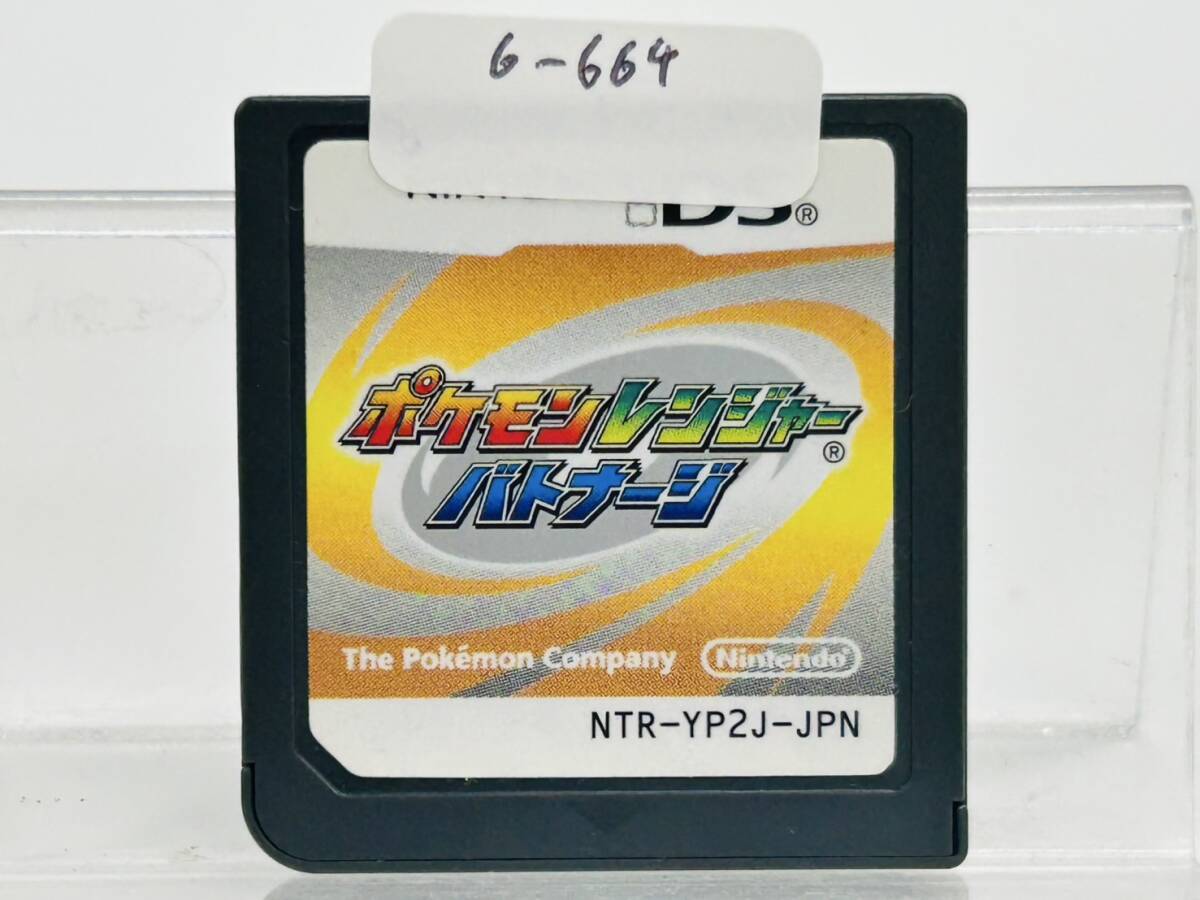 6-664
DS®
ポケモンレンジャー®
バトナージ
The Pokémon Company
Nintendo®
NTR-YP2J-JPN